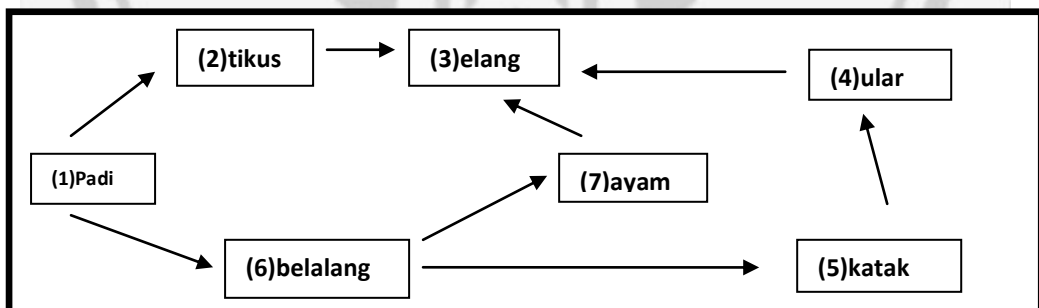 (2)tikus
(3)elang
(4)ular
(1)Padi
(7)ayam
(6)belalang
(5)katak